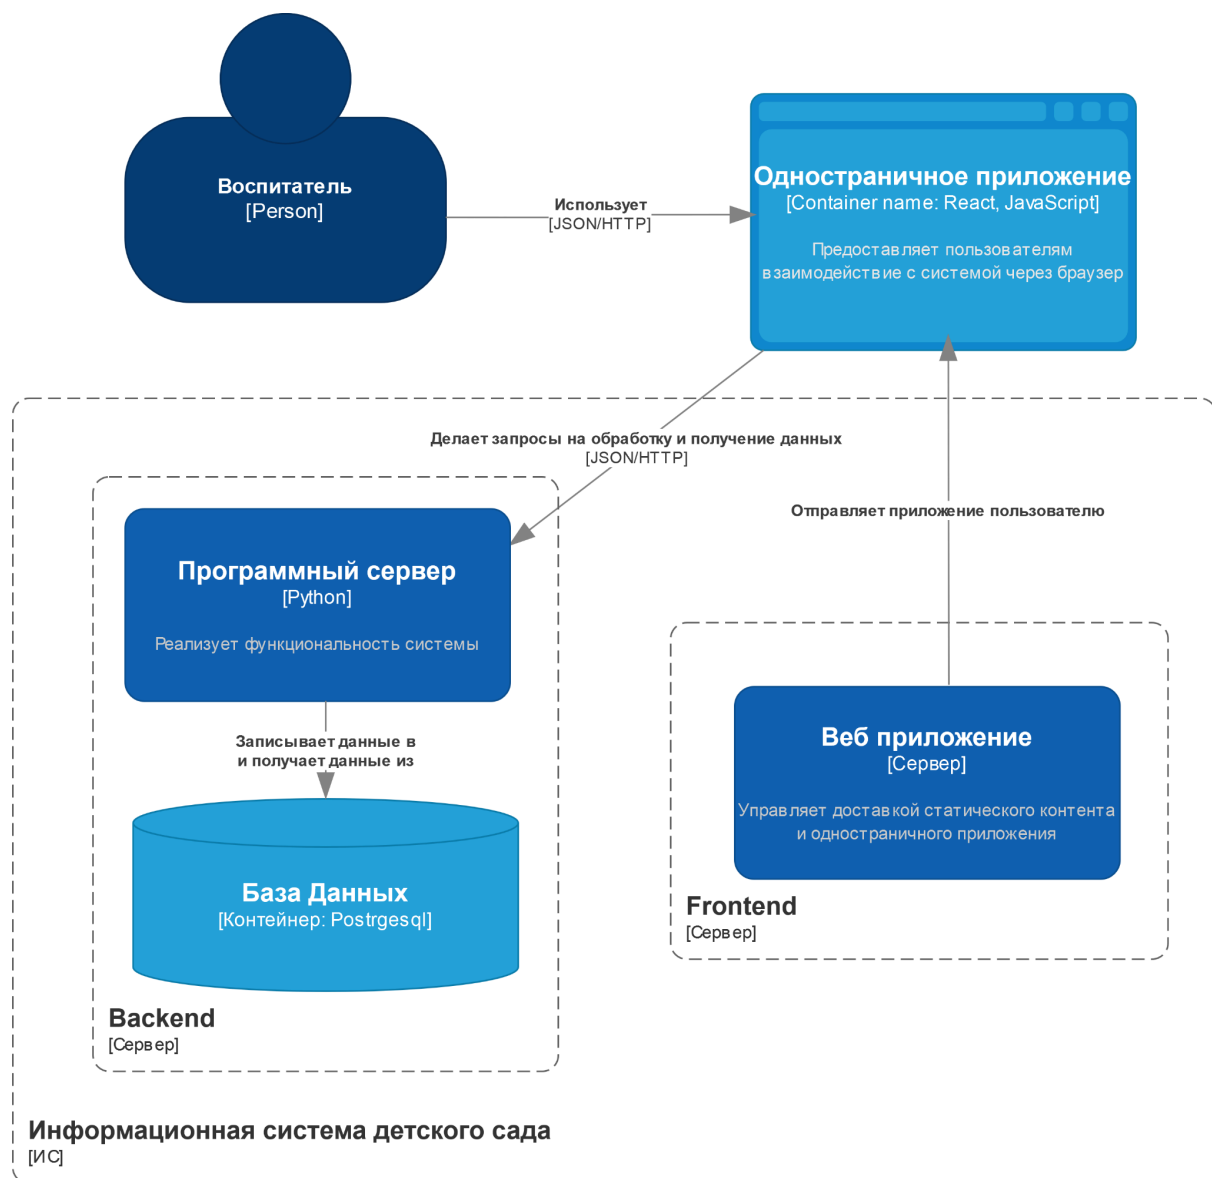 Воспитатель
[Person]
Использует
[JSON/HTTP]
Одностраничное приложение
[Container name: React, JavaScript]
Предоставляет пользователям
взаимодействие с системой через браузер
Делает запросы на обработку и получение данных
[JSON/HTTP]
Отправляет приложение пользователю
Программный сервер
[Python]
Реализует функциональность системы
Записывает данные в
и получает данные из
База Данных
[Контейнер: Postrgesql]
Backend
[Сервер]
Веб приложение
[Сервер]
Управляет доставкой статического контента
и одностраничного приложения
Frontend
[Сервер]
Информационная система детского сада
[ИС]